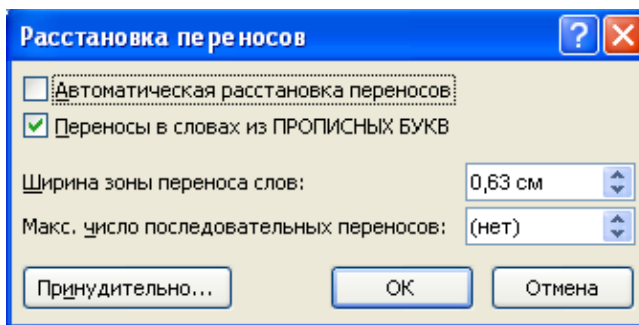 Расстановка переносов
Автоматическая расстановка переносов
Переносы в словах из ПРОПИСНЫХ БУКВ
Ширина зоны переноса слов: 0,63 см
Макс. число последовательных переносов: (нет)
Принудительно... ОК Отмена